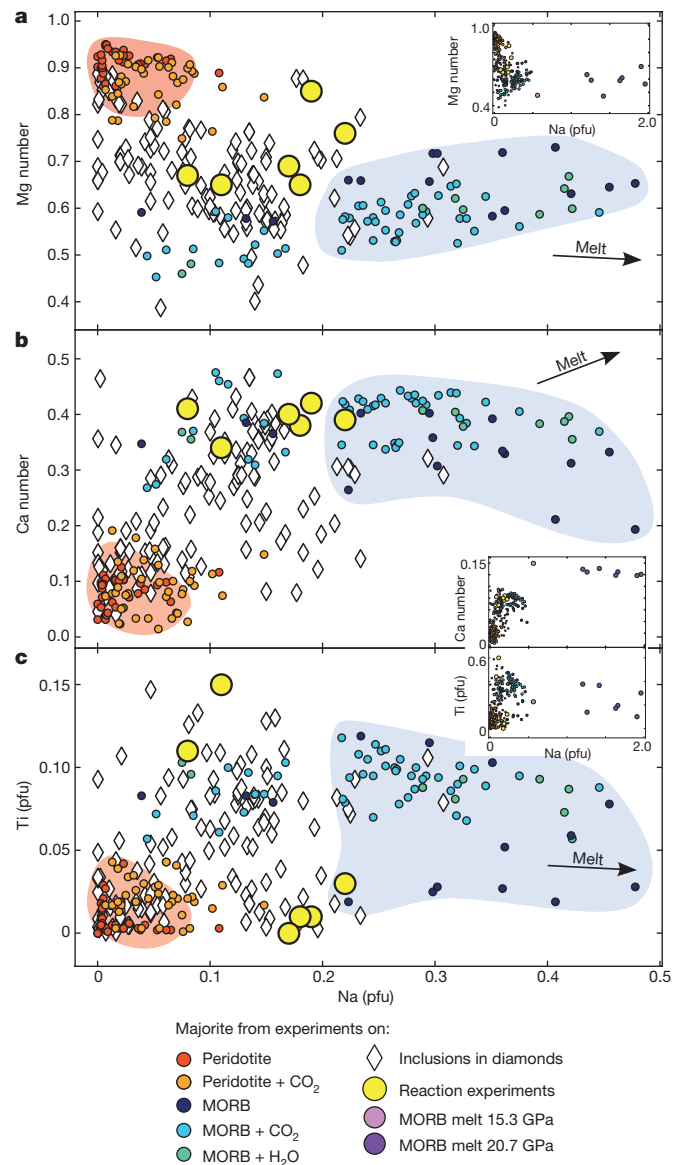 a
1.0
0.9
0.8
0.7
0.6
0.5
0.4
0.3
Mg number
Melt
1.0
0.4
Mg number
0
2.0
Na (pfu)
b
0.5
0.4
0.3
0.2
0.1
0.0
Ca number
Melt
0.15
0
Ca number
c
0.15
0.10
0.05
0
Ti (pfu)
Melt
0.6
0
Ti (pfu)
0
2.0
Na (pfu)
0
0.1
0.2
0.3
0.4
0.5
Na (pfu)
Majorite from experiments on:
Peridotite
Peridotite + CO₂
MORB
MORB + CO₂
MORB + H₂O
Inclusions in diamonds
Reaction experiments
MORB melt 15.3 GPa
MORB melt 20.7 GPa